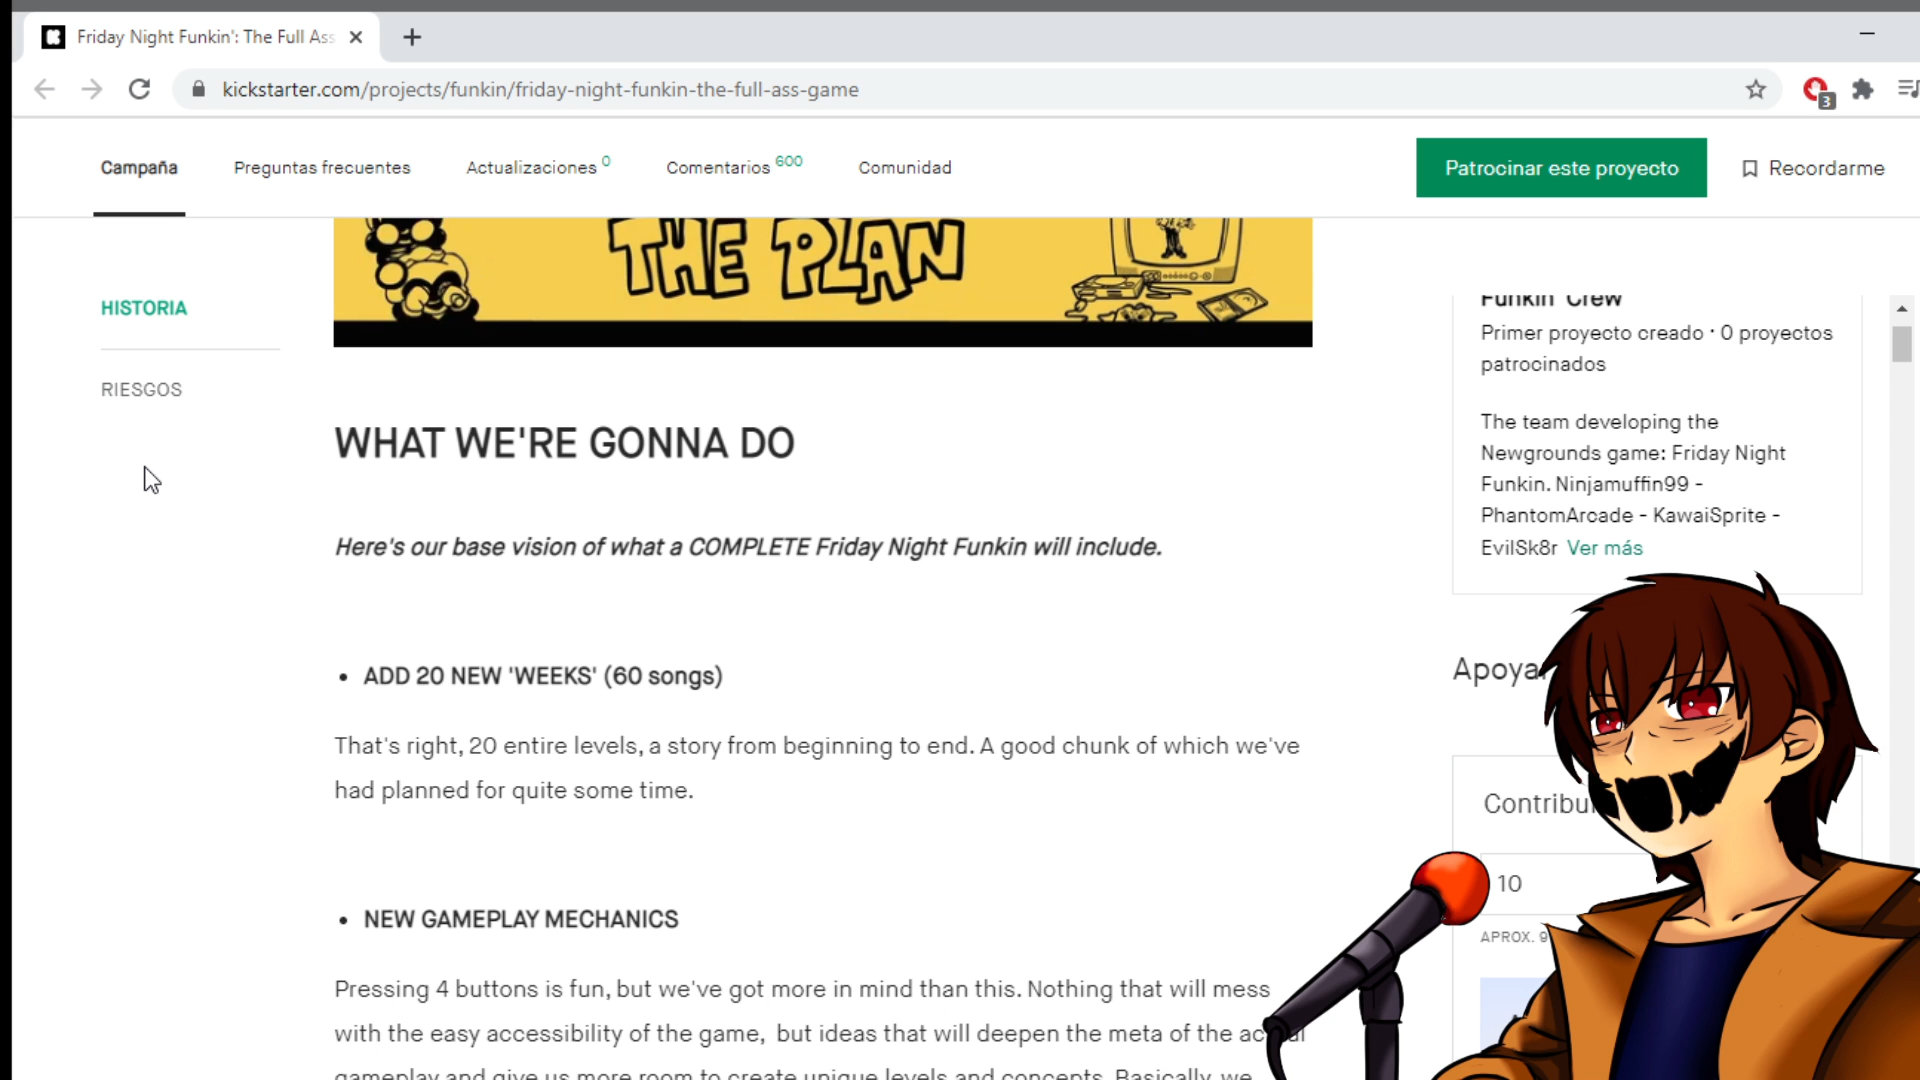 Friday Night Funkin': The Full Ass
kickstarter.com/projects/funkin/friday-night-funkin-the-full-ass-game
3
Campaña
Preguntas frecuentes
Actualizaciones 0
Comentarios 600
Comunidad
Patrocinar este proyecto
Recordarme
THE PLAN
HISTORIA
RIESGOS
WHAT WE'RE GONNA DO
Here's our base vision of what a COMPLETE Friday Night Funkin will include.
• ADD 20 NEW 'WEEKS' (60 songs)
That's right, 20 entire levels, a story from beginning to end. A good chunk of which we've
had planned for quite some time.
• NEW GAMEPLAY MECHANICS
Pressing 4 buttons is fun, but we've got more in mind than this. Nothing that will mess
with the easy accessibility of the game, but ideas that will deepen the meta of the
gameplay and give us more room to create unique levels and concepts. Basically, we
Funkin' Crew
Primer proyecto creado · 0 proyectos
patrocinados
The team developing the
Newgrounds game: Friday Night
Funkin. Ninjamuffin99 -
PhantomArcade - KawaiSprite -
EvilSk8r Ver más
10
APROX. 9